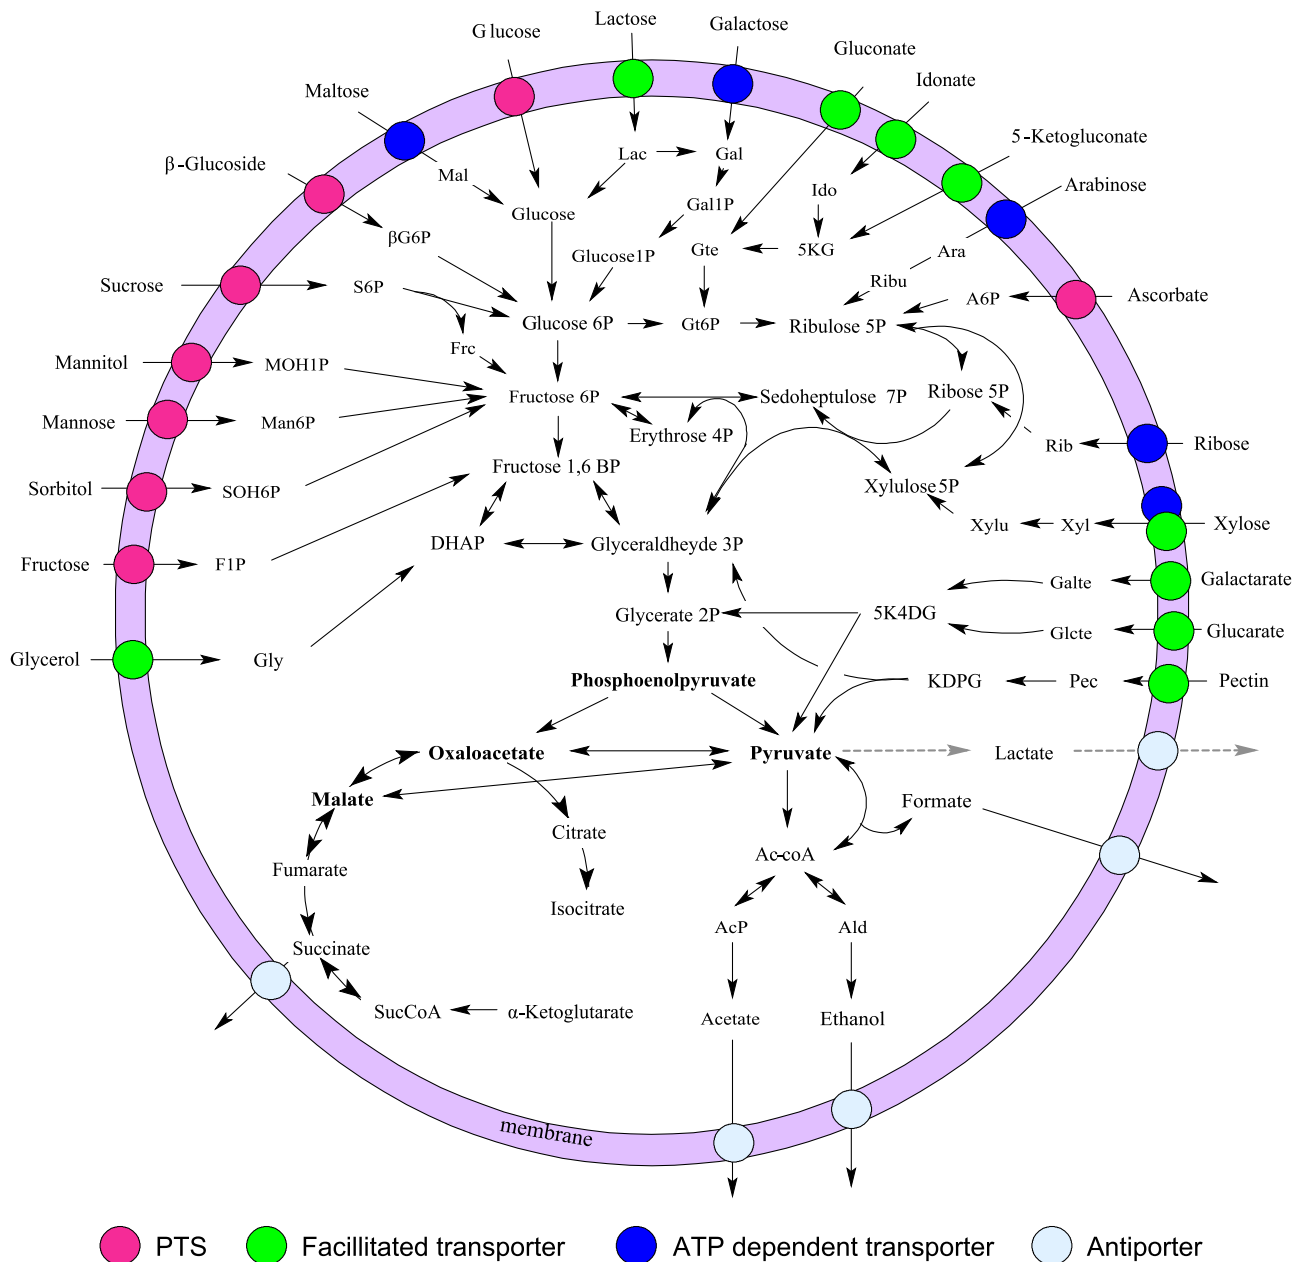 Lactose
Galactose
Glucose
Gluconate
Idonate
Maltose
5-Ketogluconate
β-Glucoside
Lac
Gal
Arabinose
Mal
Ido
Glucose
Gal1P
βG6P
Glucose1P
Gte
5KG
Ara
Sucrose
S6P
Ribu
A6P
Ascorbate
Glucose 6P
Gt6P
Ribulose 5P
Frc
Mannitol
MOH1P
Fructose 6P
Sedoheptulose 7P
Ribose 5P
Mannose
Man6P
Erythrose 4P
Rib
Ribose
Fructose 1,6 BP
Sorbitol
SOH6P
Xylulose5P
Xylu
Xyl
Xylose
DHAP
Glyceraldheyde 3P
Fructose
F1P
Galte
Galactarate
Glycerate 2P
5K4DG
Glcte
Glucarate
Glycerol
Gly
Phosphoenolpyruvate
KDPG
Pec
Pectin
Oxaloacetate
Pyruvate
Lactate
Malate
Formate
Citrate
Fumarate
Ac-coA
Isocitrate
AcP
Ald
Succinate
SucCoA
α-Ketoglutarate
Acetate
Ethanol
membrane
PTS
Facillitated transporter
ATP dependent transporter
Antiporter